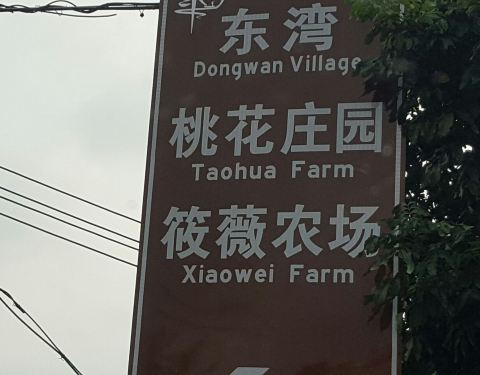 东湾
Dongwan Village
桃花庄园
Taohua Farm
筱薇农场
Xiaowei Farm